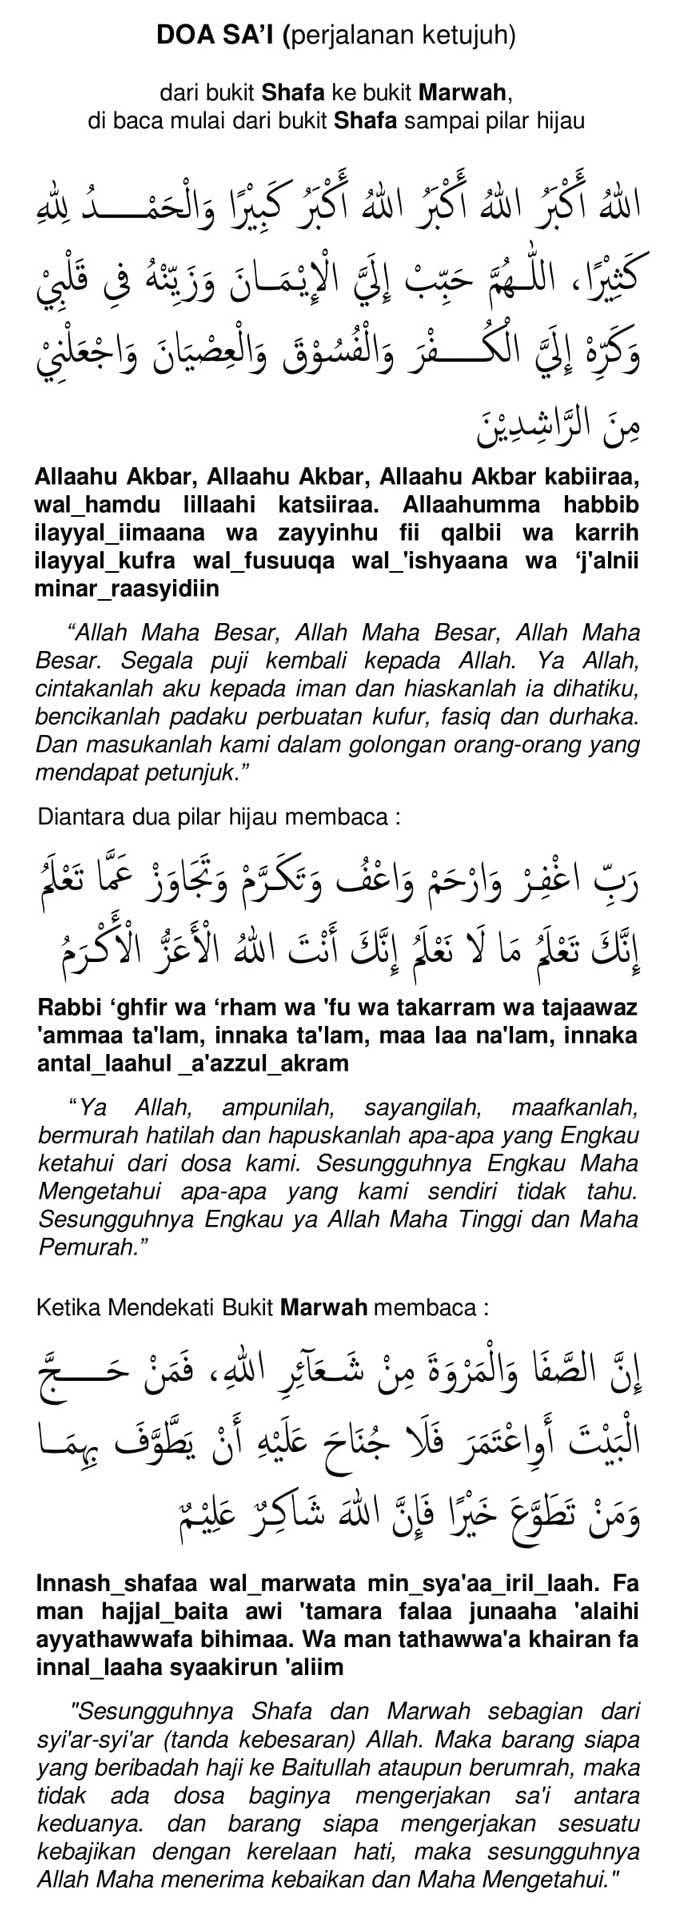 DOA SA’I (perjalanan ketujuh)
dari bukit Shafa ke bukit Marwah,
di baca mulai dari bukit Shafa sampai pilar hijau
اللهُ أَكْبَرُ اللهُ أَكْبَرُ اللهُ أَكْبَرُ كَبِيْرًا وَالْحَمْـــدُ لِلّٰهِ
كَثِيْرًا، اللّٰـهُمَّ حَبِّبْ إِلَيَّ الْإِيْمَـانَ وَزَيِّنْهُ فِي قَلْبِيْ
وَكَرِّهْ إِلَيَّ الْكُـــفْرَ وَالْفُسُوْقَ وَالْعِصْيَانَ وَاجْعَلْنِيْ
مِنَ الرَّاشِدِيْنَ
Allaahu Akbar, Allaahu Akbar, Allaahu Akbar kabiiraa,
wal_hamdu lillaahi katsiiraa. Allaahumma habbib
ilayyal_iimaana wa zayyinhu fii qalbii wa karrih
ilayyal_kufra wal_fusuuqa wal_'ishyaana wa ‘j'alnii
minar_raasyidiin
“Allah Maha Besar, Allah Maha Besar, Allah Maha
Besar. Segala puji kembali kepada Allah. Ya Allah,
cintakanlah aku kepada iman dan hiaskanlah ia dihatiku,
bencikanlah padaku perbuatan kufur, fasiq dan durhaka.
Dan masukanlah kami dalam golongan orang-orang yang
mendapat petunjuk.”
Diantara dua pilar hijau membaca :
رَبِّ اغْفِرْ وَارْحَمْ وَاعْفُ وَتَكَرَّمْ وَتَجَاوَزْ عَمَّا تَعْلَمُ
إِنَّكَ تَعْلَمُ مَا لَا نَعْلَمُ إِنَّكَ أَنْتَ اللهُ الْأَعَزُّ الْأَكْرَمُ
Rabbi ‘ghfir wa ‘rham wa 'fu wa takarram wa tajaawaz
'ammaa ta'lam, innaka ta'lam, maa laa na'lam, innaka
antal_laahul _a'azzul_akram
“Ya Allah, ampunilah, sayangilah, maafkanlah,
bermurah hatilah dan hapuskanlah apa-apa yang Engkau
ketahui dari dosa kami. Sesungguhnya Engkau Maha
Mengetahui apa-apa yang kami sendiri tidak tahu.
Sesungguhnya Engkau ya Allah Maha Tinggi dan Maha
Pemurah.”
Ketika Mendekati Bukit Marwah membaca :
إِنَّ الصَّفَا وَالْمَرْوَةَ مِنْ شَـعَآئِرِ اللهِ، فَمَنْ حَـــجَّ
الْبَيْتَ أَوِاعْتَمَرَ فَلَا جُنَاحَ عَلَيْهِ أَنْ يَطَّوَّفَ بِهِمَـا
وَمَنْ تَطَوَّعَ خَيْرًا فَإِنَّ اللهَ شَاكِرٌ عَلِيْمٌ
Innash_shafaa wal_marwata min_sya'aa_iril_laah. Fa
man hajjal_baita awi 'tamara falaa junaaha 'alaihi
ayyathawwafa bihimaa. Wa man tathawwa'a khairan fa
innal_laaha syaakirun 'aliim
"Sesungguhnya Shafa dan Marwah sebagian dari
syi'ar-syi'ar (tanda kebesaran) Allah. Maka barang siapa
yang beribadah haji ke Baitullah ataupun berumrah, maka
tidak ada dosa baginya mengerjakan sa'i antara
keduanya. dan barang siapa mengerjakan sesuatu
kebajikan dengan kerelaan hati, maka sesungguhnya
Allah Maha menerima kebaikan dan Maha Mengetahui."